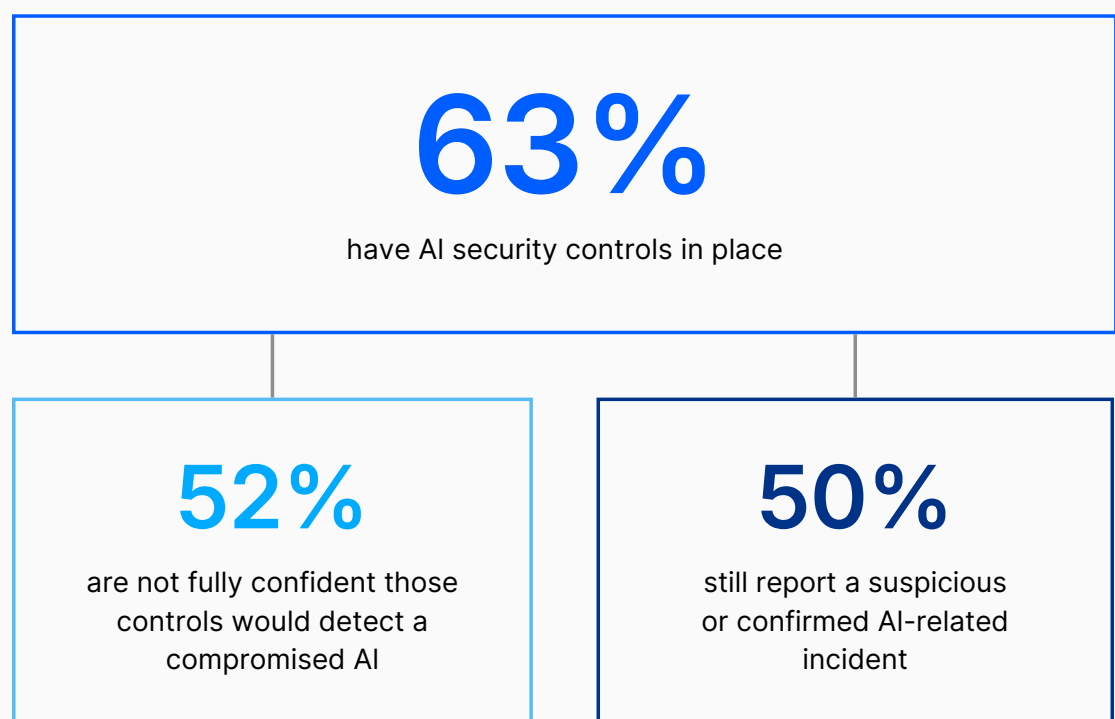 63%
have AI security controls in place
52%
are not fully confident those
controls would detect a
compromised AI
50%
still report a suspicious
or confirmed AI-related
incident